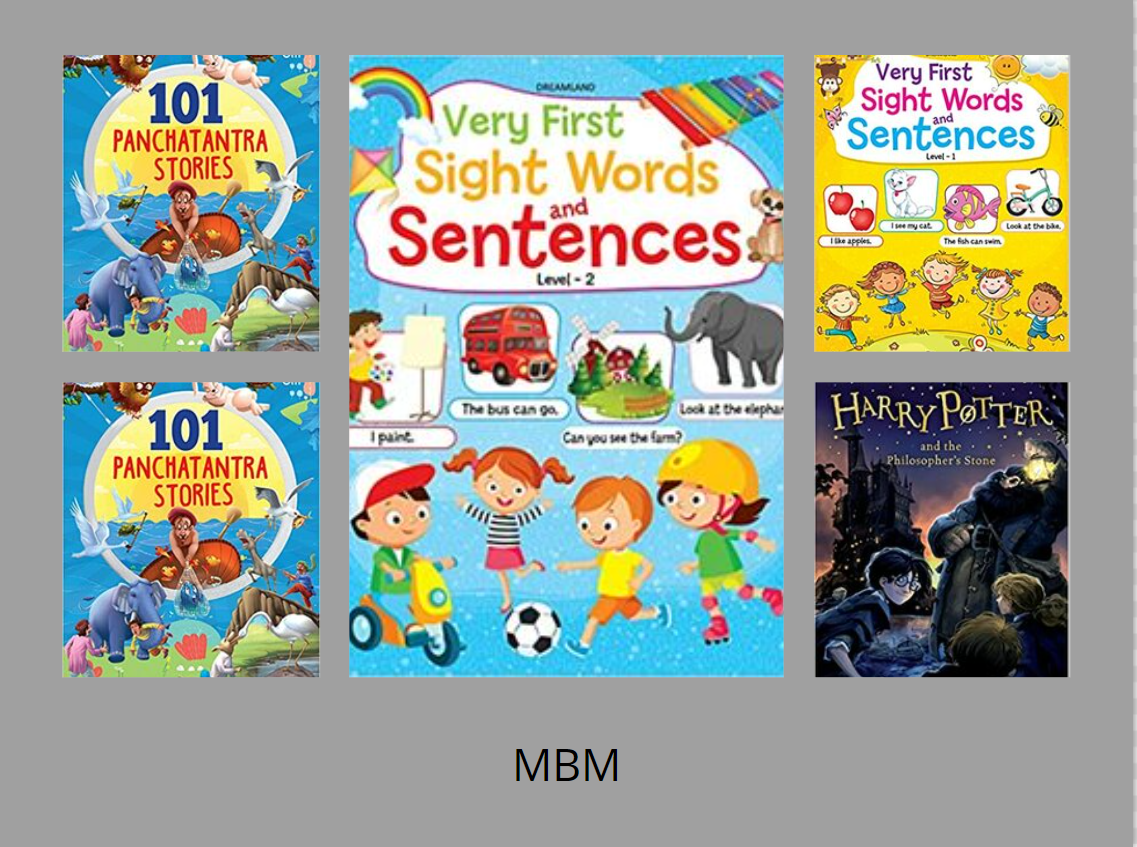 101
PANCHATANTRA
STORIES
DREAMLAND
Very First
Sight Words
and
Sentences
Level - 2
The bus can go.
Look at the elephan
I paint.
Can you see the farm?
Very First
Sight Words
and
Sentences
Level - 1
I see my cat.
Look at the bike.
I like apples.
The fish can swim.
101
PANCHATANTRA
STORIES
HARRY POTTER
and the
Philosopher's Stone
MBM